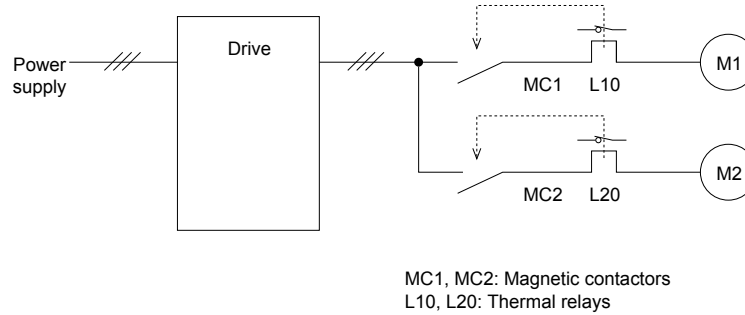 Power
supply
Drive
MC1
L10
M1
MC2
L20
M2
MC1, MC2: Magnetic contactors
L10, L20: Thermal relays